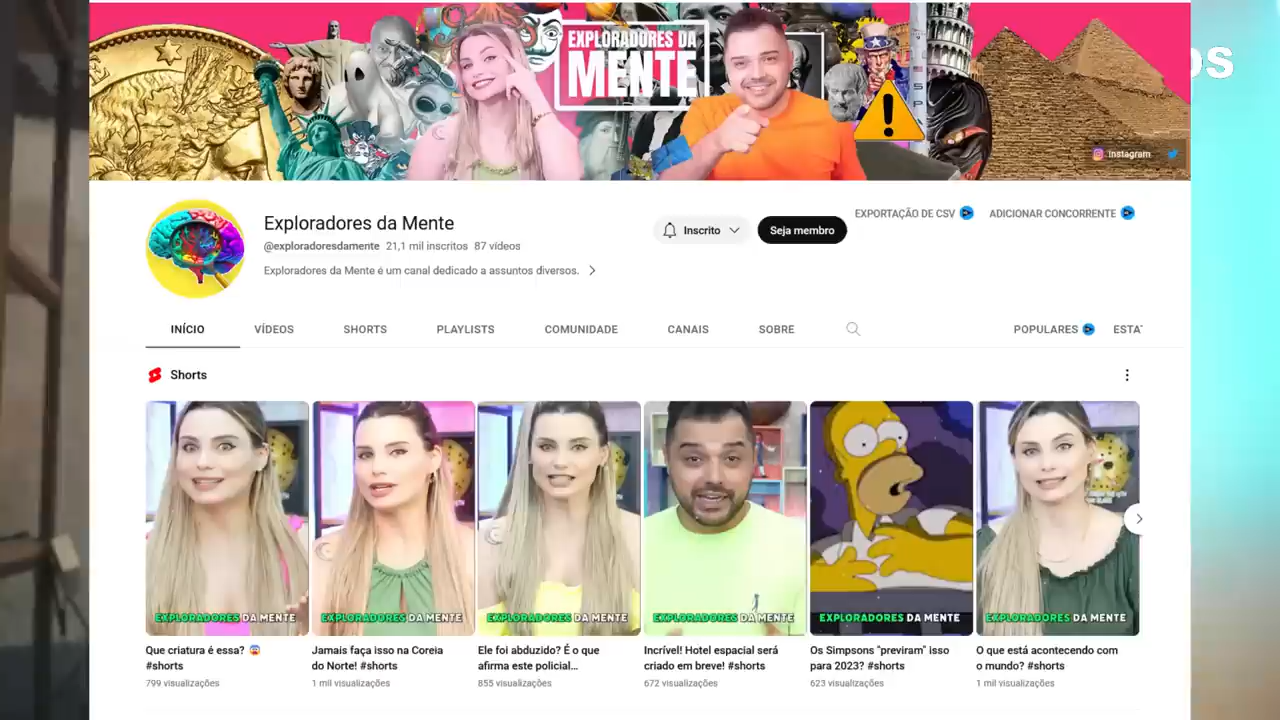 EXPLORADORES DA
MENTE
os
Instagram
Exploradores da Mente
@exploradoresdamente 21,1 mil inscritos 87 vídeos
Exploradores da Mente é um canal dedicado a assuntos diversos.
Inscrito
Seja membro
EXPORTAÇÃO DE CSV
ADICIONAR CONCORRENTE
INÍCIO VÍDEOS SHORTS PLAYLISTS COMUNIDADE CANAIS SOBRE POPULARES ESTAT
Shorts
EXPLORADORES DA MENTE
EXPLORADORES DA MENTE
EXPLORADORES DA MENTE
EXPLORADORES DA MENTE
EXPLORADORES DA MENTE
EXPLORADORES DA MENTE
Que criatura é essa? 😱
#shorts
799 visualizações
Jamais faça isso na Coreia
do Norte! #shorts
1 mil visualizações
Ele foi abduzido? É o que
afirma este policial...
855 visualizações
Incrível! Hotel espacial será
criado em breve! #shorts
672 visualizações
Os Simpsons "previram" isso
para 2023? #shorts
623 visualizações
O que está acontecendo com
o mundo? #shorts
1 mil visualizações